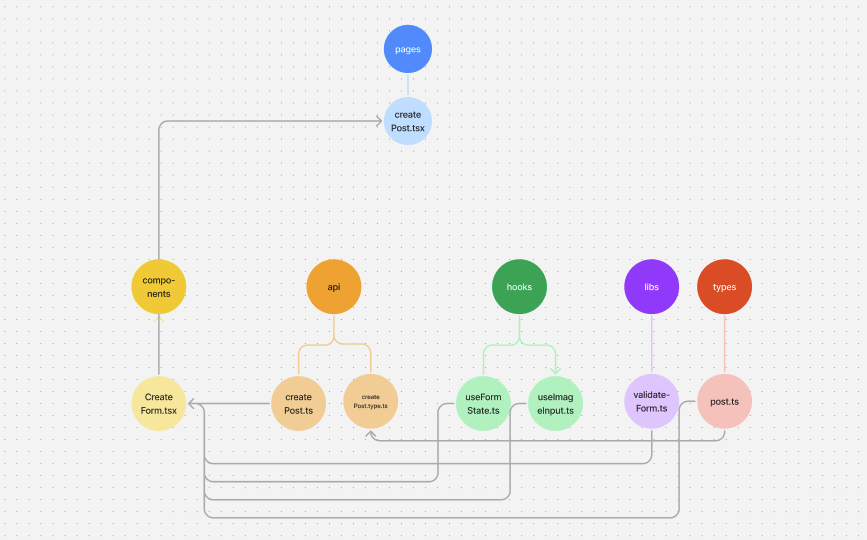 pages
create
Post.tsx
compo-
nents
api
hooks
libs
types
Create
Form.tsx
create
Post.ts
create
Post.type.ts
useForm
State.ts
useImag
eInput.ts
validate-
Form.ts
post.ts